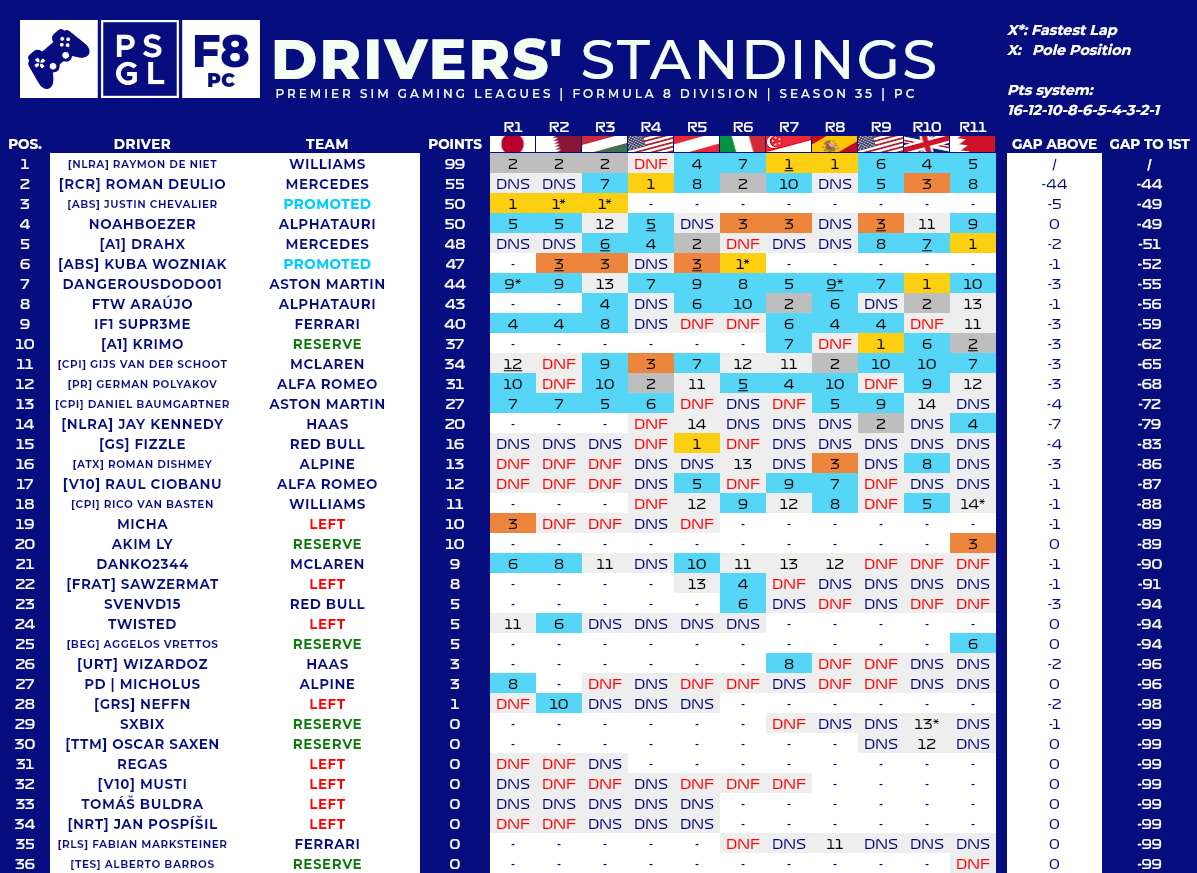 PS GL F8 PC DRIVERS' STANDINGS
PREMIER SIM GAMING LEAGUES | FORMULA 8 DIVISION | SEASON 35 | PC
X*: Fastest Lap
X: Pole Position
Pts system:
16-12-10-8-6-5-4-3-2-1
R1 R2 R3 R4 R5 R6 R7 R8 R9 R10 R11
POS. DRIVER TEAM POINTS GAP ABOVE GAP TO 1ST
1 [NLRA] RAYMON DE NIET WILLIAMS 99 2 2 2 DNF 4 7 1 1 6 4 5 / /
2 [RCR] ROMAN DEULIO MERCEDES 55 DNS DNS 7 1 8 2 10 DNS 5 3 8 -44 -44
3 [ABS] JUSTIN CHEVALIER PROMOTED 50 1 1* 1* - - - - - - - - -5 -49
4 NOAHBOEZER ALPHATAURI 50 5 5 12 5 DNS 3 3 DNS 3 11 9 0 -49
5 [A1] DRAHX MERCEDES 48 DNS DNS 6 4 2 DNF DNS DNS 8 7 1 -2 -51
6 [ABS] KUBA WOZNIAK PROMOTED 47 - 3 3 DNS 3 1* - - - - - -1 -52
7 DANGEROUSDODO01 ASTON MARTIN 44 9* 9 13 7 9 8 5 9* 7 1 10 -3 -55
8 FTW ARAÚJO ALPHATAURI 43 - - 4 DNS 6 10 2 6 DNS 2 13 -1 -56
9 IF1 SUPR3ME FERRARI 40 4 4 8 DNS DNF DNF 6 4 4 DNF 11 -3 -59
10 [A1] KRIMO RESERVE 37 - - - - - - 7 DNF 1 6 2 -3 -62
11 [CPI] GIJS VAN DER SCHOOT MCLAREN 34 12 DNF 9 3 7 12 11 2 10 10 7 -3 -65
12 [PR] GERMAN POLYAKOV ALFA ROMEO 31 10 DNF 10 2 11 5 4 10 DNF 9 12 -3 -68
13 [CPI] DANIEL BAUMGARTNER ASTON MARTIN 27 7 7 5 6 DNF DNS DNF 5 9 14 DNS -4 -72
14 [NLRA] JAY KENNEDY HAAS 20 - - - DNF 14 DNS DNS DNS 2 DNS 4 -7 -79
15 [GS] FIZZLE RED BULL 16 DNS DNS DNS DNF 1 DNF DNS DNS DNS DNS DNS -4 -83
16 [ATX] ROMAN DISHMEY ALPINE 13 DNF DNF DNF DNS DNS 13 DNS 3 DNS 8 DNS -3 -86
17 [V10] RAUL CIOBANU ALFA ROMEO 12 DNF DNF DNF DNS 5 DNF 9 7 DNF DNS DNS -1 -87
18 [CPI] RICO VAN BASTEN WILLIAMS 11 - - - DNF 12 9 12 8 DNF 5 14* -1 -88
19 MICHA LEFT 10 3 DNF DNF DNS DNF - - - - - - -1 -89
20 AKIM LY RESERVE 10 - - - - - - - - - - 3 0 -89
21 DANKO2344 MCLAREN 9 6 8 11 DNS 10 11 13 12 DNF DNF DNF -1 -90
22 [FRAT] SAWZERMAT LEFT 8 - - - - 13 4 DNF DNS DNS DNS DNS -1 -91
23 SVENVD15 RED BULL 5 - - - - - 6 DNS DNF DNS DNF DNF -3 -94
24 TWISTED LEFT 5 11 6 DNS DNS DNS DNS - - - - - 0 -94
25 [BEG] AGGELOS VRETTOS RESERVE 5 - - - - - - - - - - 6 0 -94
26 [URT] WIZARDOZ HAAS 3 - - - - - - 8 DNF DNF DNS DNS -2 -96
27 PD | MICHOLUS ALPINE 3 8 - DNF DNS DNF DNF DNS DNF DNF DNS DNS 0 -96
28 [GRS] NEFFN LEFT 1 DNF 10 DNS DNS DNS - - - - - - -2 -98
29 SXBIX RESERVE 0 - - - - - - DNF DNS DNS 13* DNS -1 -99
30 [TTM] OSCAR SAXEN RESERVE 0 - - - - - - - - DNS 12 DNS 0 -99
31 REGAS LEFT 0 DNF DNF DNS - - - - - - - - 0 -99
32 [V10] MUSTI LEFT 0 DNS DNF DNF DNS DNF DNF DNF - - - - 0 -99
33 TOMÁŠ BULDRA LEFT 0 DNS DNS DNS DNS DNS - - - - - - 0 -99
34 [NRT] JAN POSPÍŠIL LEFT 0 DNF DNF DNS DNS DNS - - - - - - 0 -99
35 [RLS] FABIAN MARKSTEINER FERRARI 0 - - - - - DNF DNS 11 DNS DNS DNS 0 -99
36 [TES] ALBERTO BARROS RESERVE 0 - - - - - - - - - - DNF 0 -99